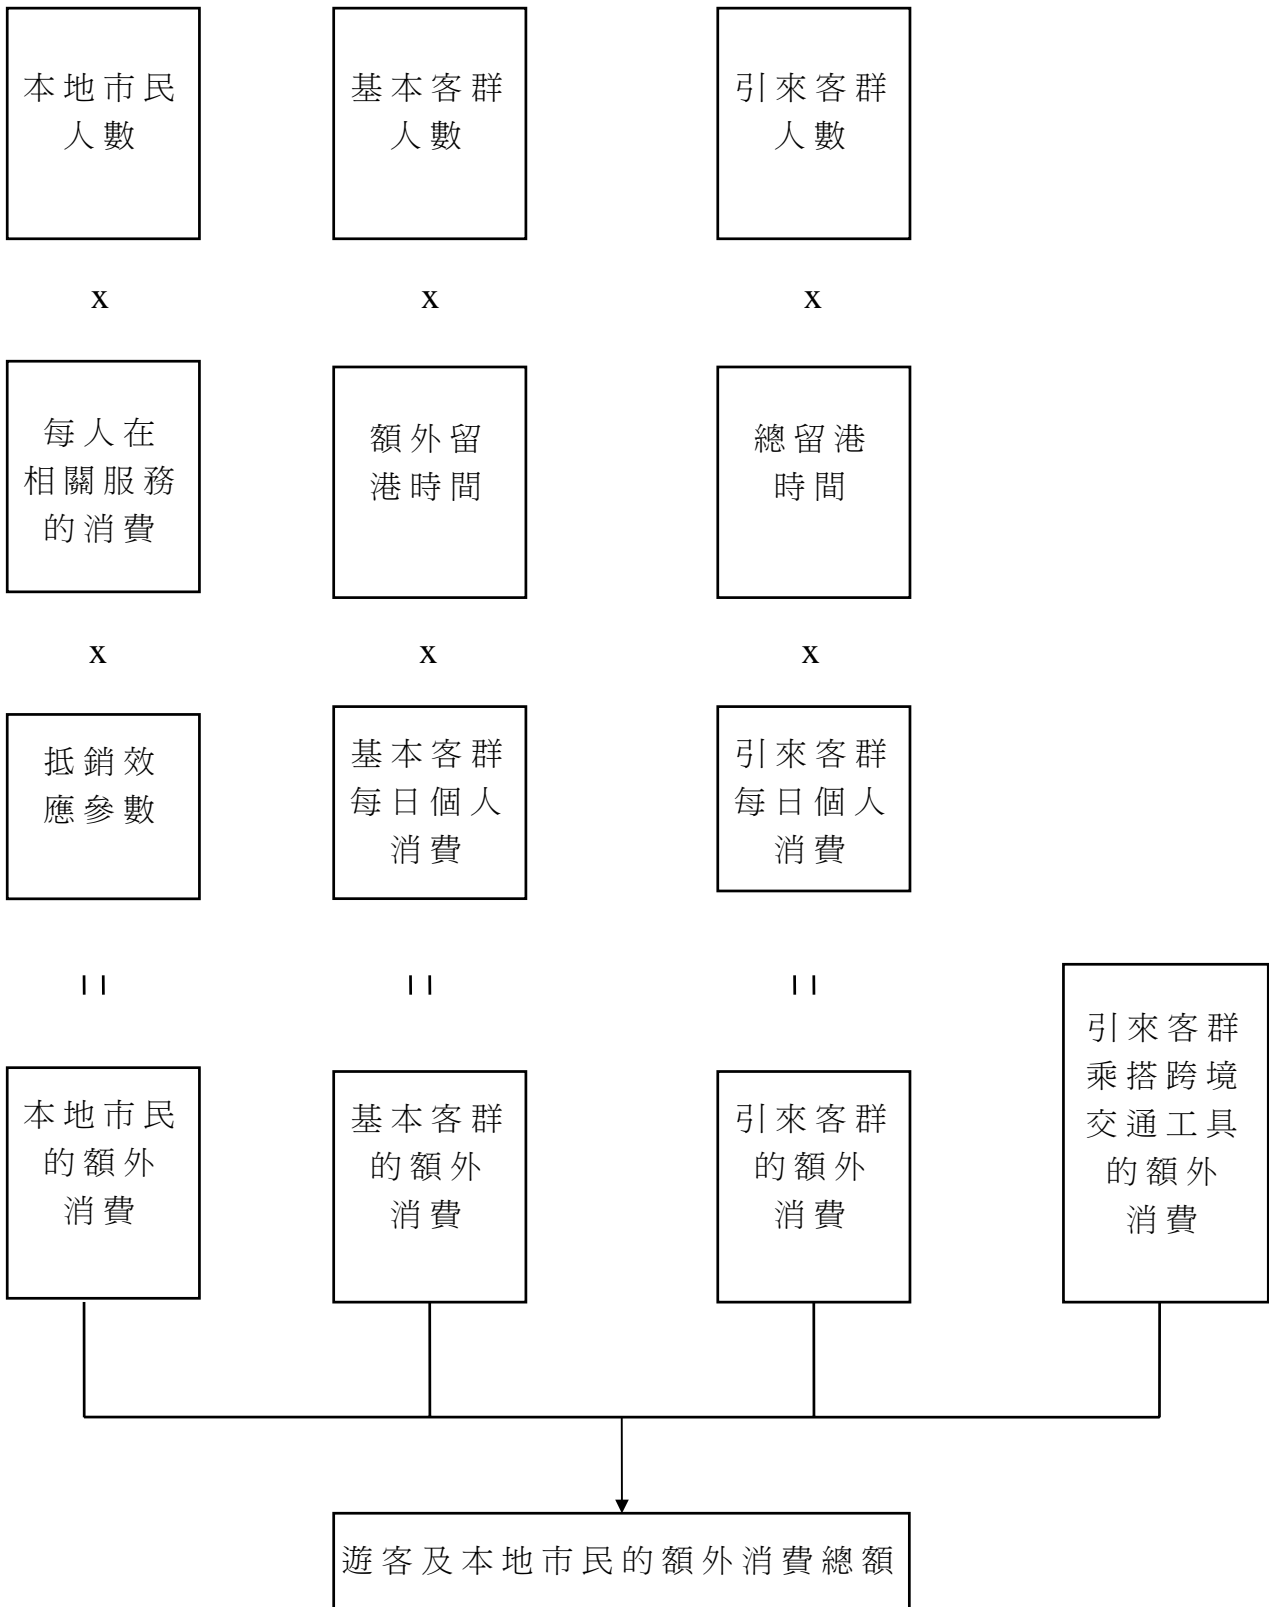 本地市民
人數
基本客群
人數
引來客群
人數
x
x
x
每人在
相關服務
的消費
額外留
港時間
總留港
時間
x
x
x
抵銷效
應參數
基本客群
每日個人
消費
引來客群
每日個人
消費
=
=
=
本地市民
的額外
消費
基本客群
的額外
消費
引來客群
的額外
消費
引來客群
乘搭跨境
交通工具
的額外
消費
遊客及本地市民的額外消費總額